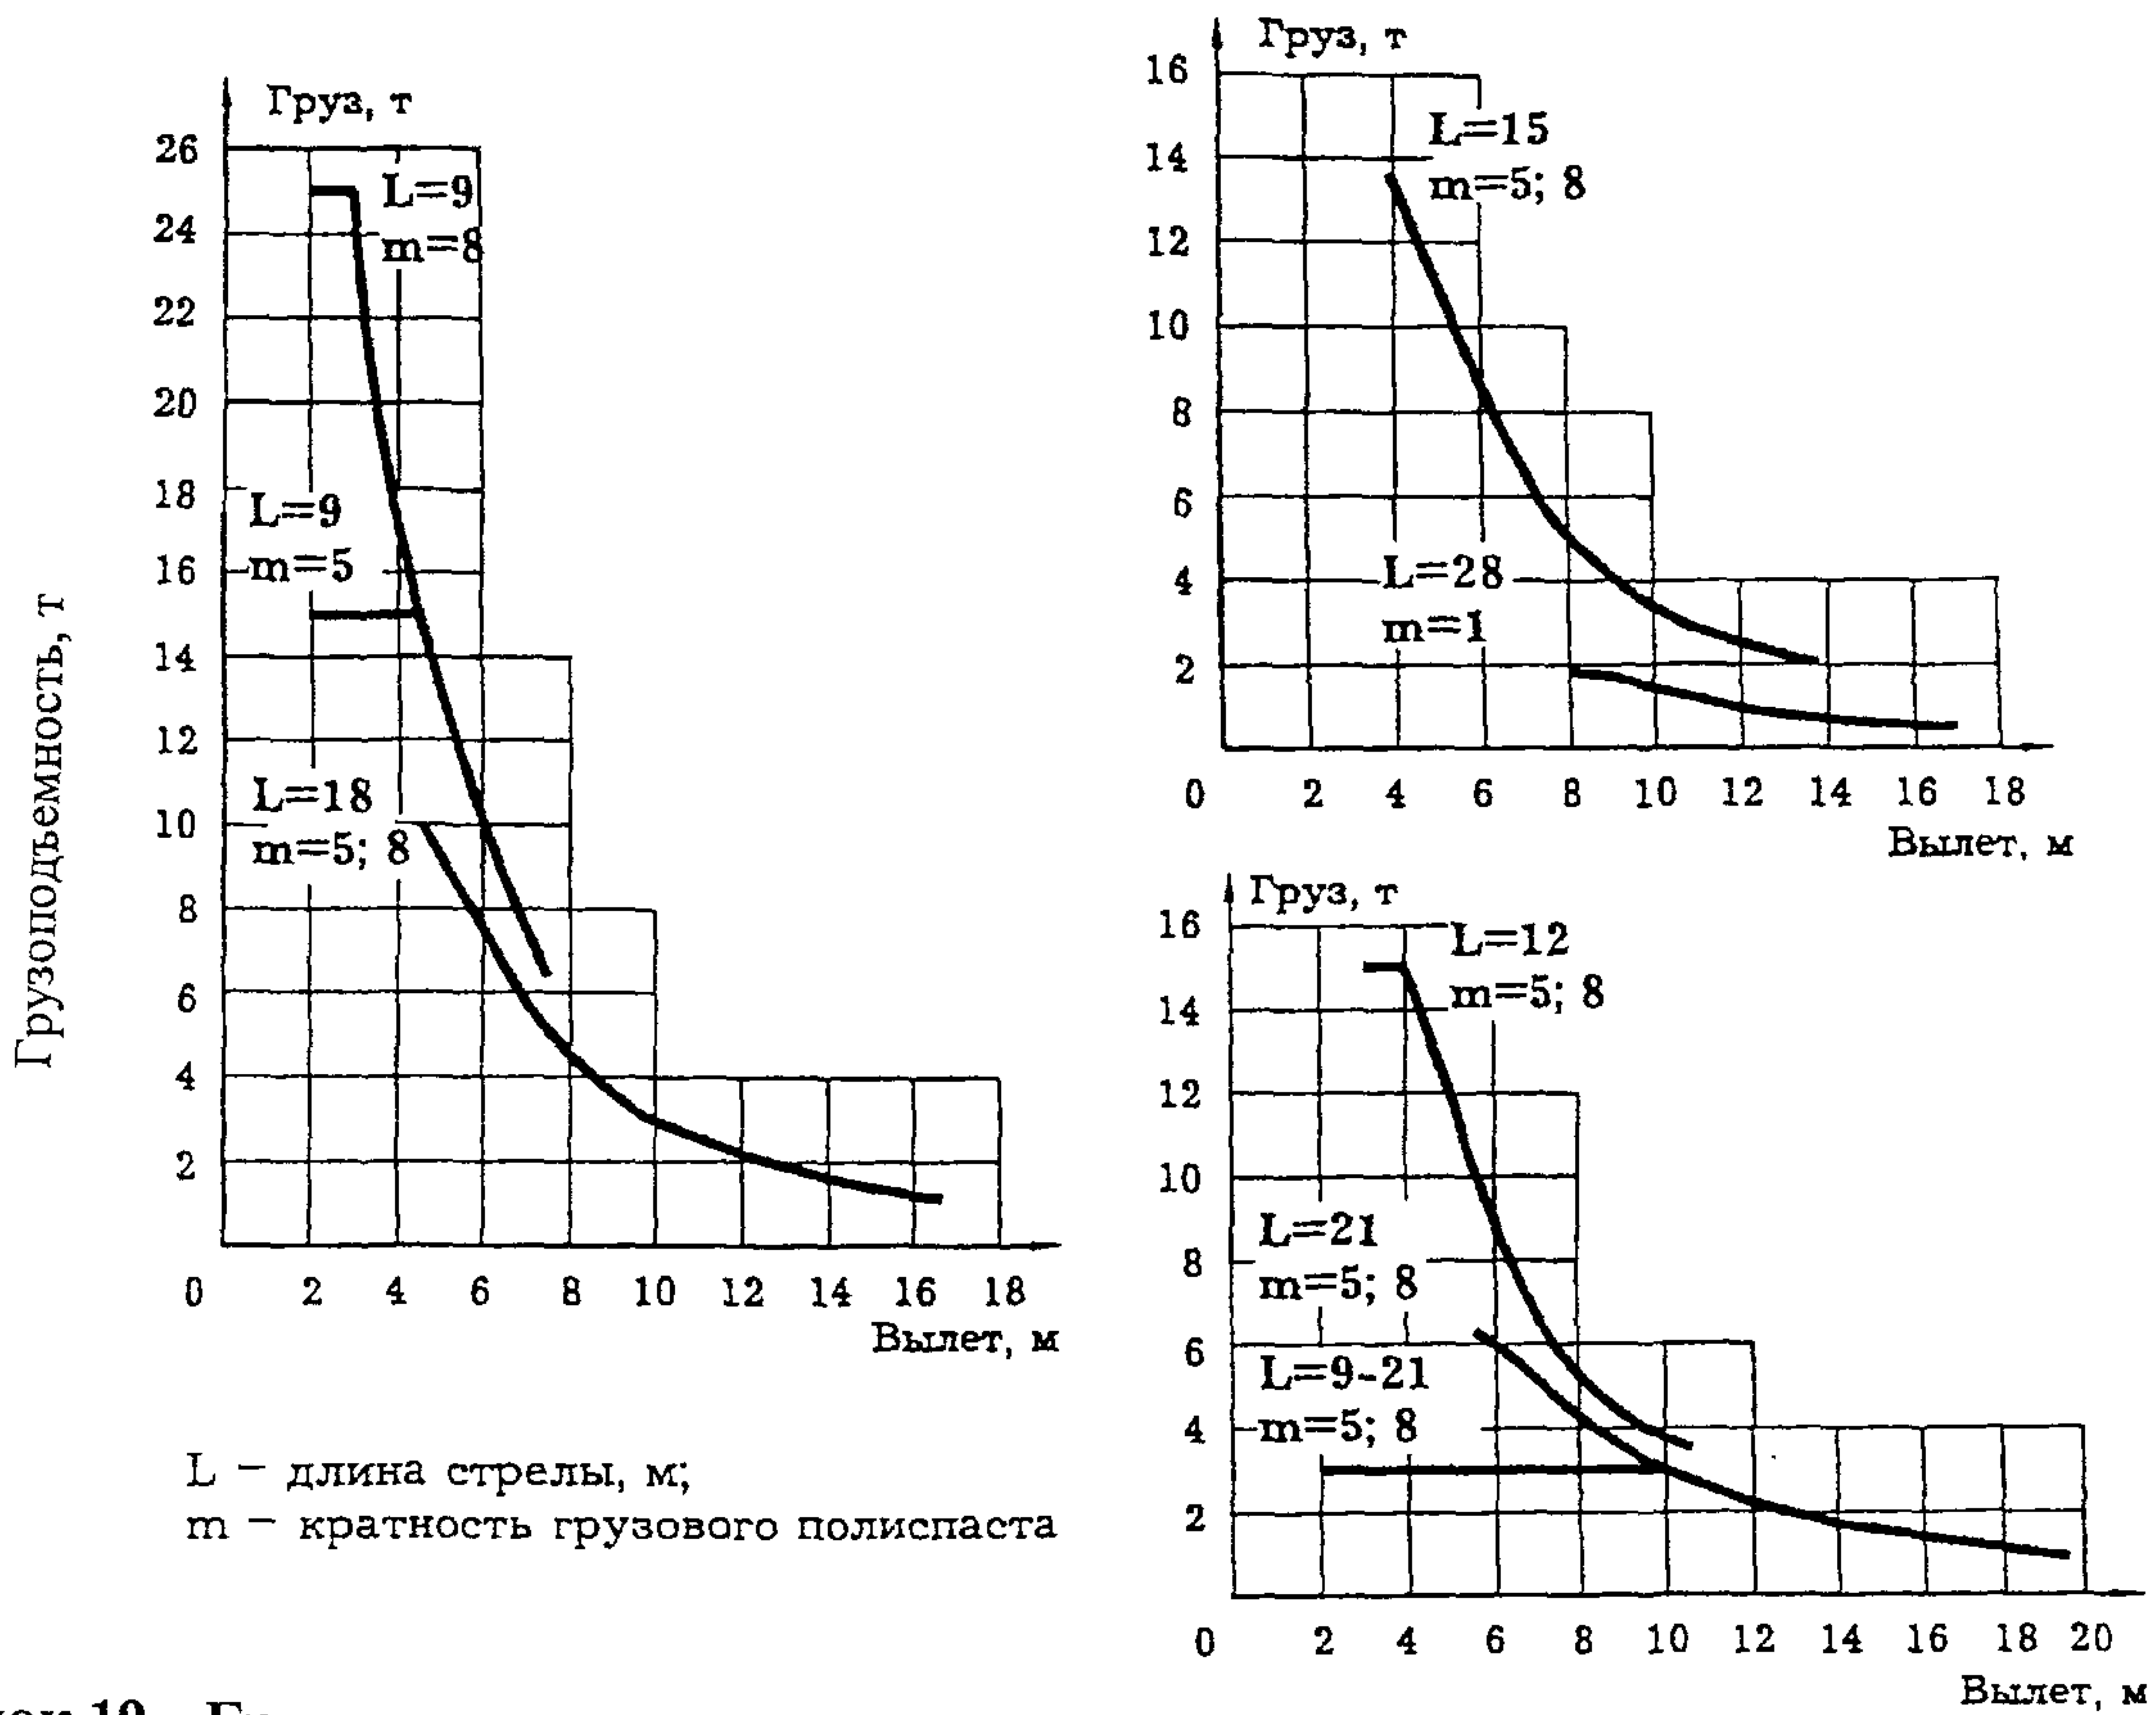 Грузоподъемность, т
Груз, т
26
24
22
20
18
16
14
12
10
8
6
4
2
L=9
m=8
L=9
m=5
L=18
m=5; 8
0 2 4 6 8 10 12 14 16 18
Вылет, м
L – длина стрелы, м;
m – кратность грузового полиспаста
Груз, т
16
14
12
10
8
6
4
2
L=15
m=5; 8
L=28
m=1
0 2 4 6 8 10 12 14 16 18
Вылет, м
Груз, т
16
14
12
10
8
6
4
2
L=12
m=5; 8
L=21
m=5; 8
L=9-21
m=5; 8
0 2 4 6 8 10 12 14 16 18 20
Вылет, м